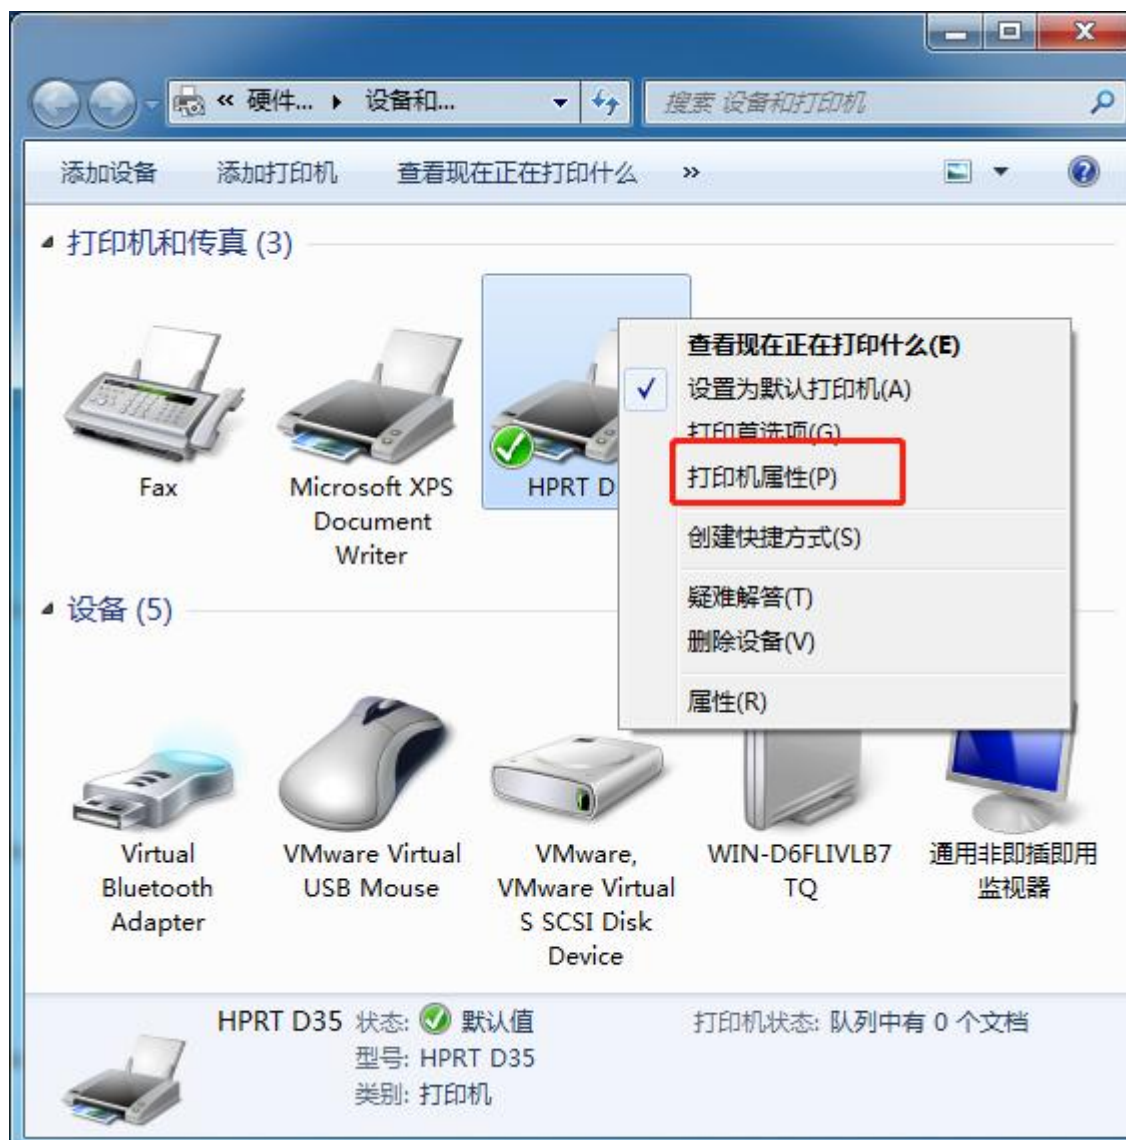 « 硬件... ▶ 设备和...
搜索 设备和打印机
添加设备 添加打印机 查看现在正在打印什么 »
打印机和传真 (3)
Fax
Microsoft XPS
Document
Writer
HPRT D
查看现在正在打印什么(E)
设置为默认打印机(A)
打印首选项(G)
打印机属性(P)
创建快捷方式(S)
疑难解答(T)
删除设备(V)
属性(R)
设备 (5)
Virtual
Bluetooth
Adapter
VMware Virtual
USB Mouse
VMware,
VMware Virtual
S SCSI Disk
Device
WIN-D6FLIVLB7
TQ
通用非即插即用
监视器
HPRT D35 状态: 默认值 打印机状态: 队列中有 0 个文档
型号: HPRT D35
类别: 打印机